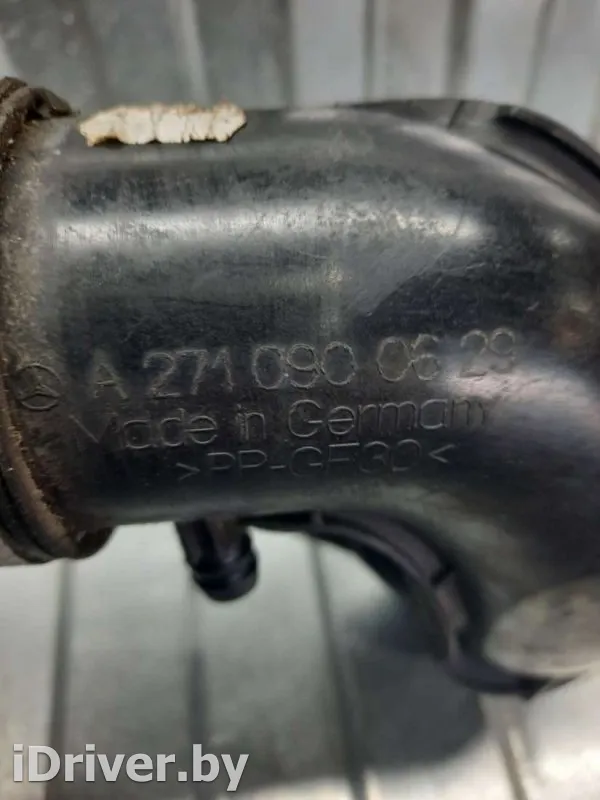 A 271 090 06 29
Made in Germany
>PP-GF30<
iDriver.by